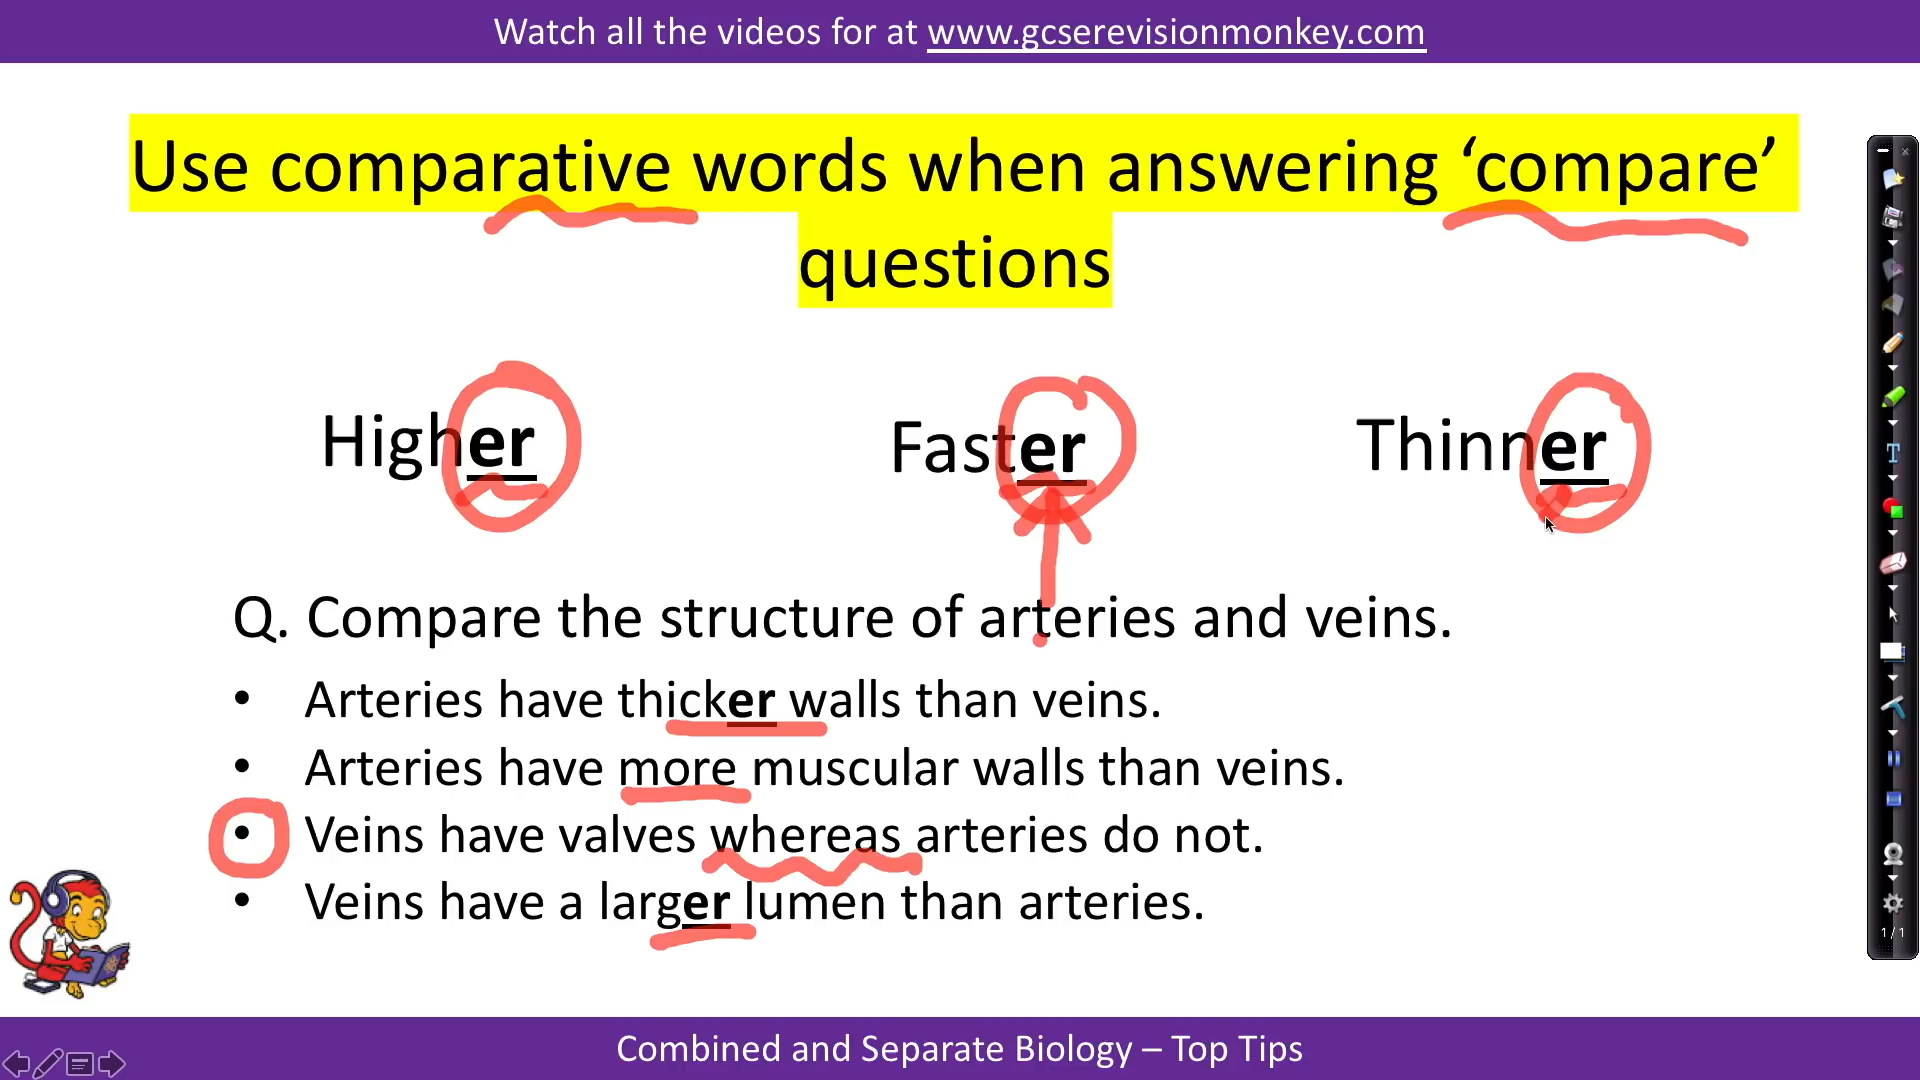 Watch all the videos for at www.gcserevisionmonkey.com
Use comparative words when answering ‘compare’
questions
Higher Faster Thinner
Q. Compare the structure of arteries and veins.
• Arteries have thicker walls than veins.
• Arteries have more muscular walls than veins.
• Veins have valves whereas arteries do not.
• Veins have a larger lumen than arteries.
1 / 1
Combined and Separate Biology – Top Tips